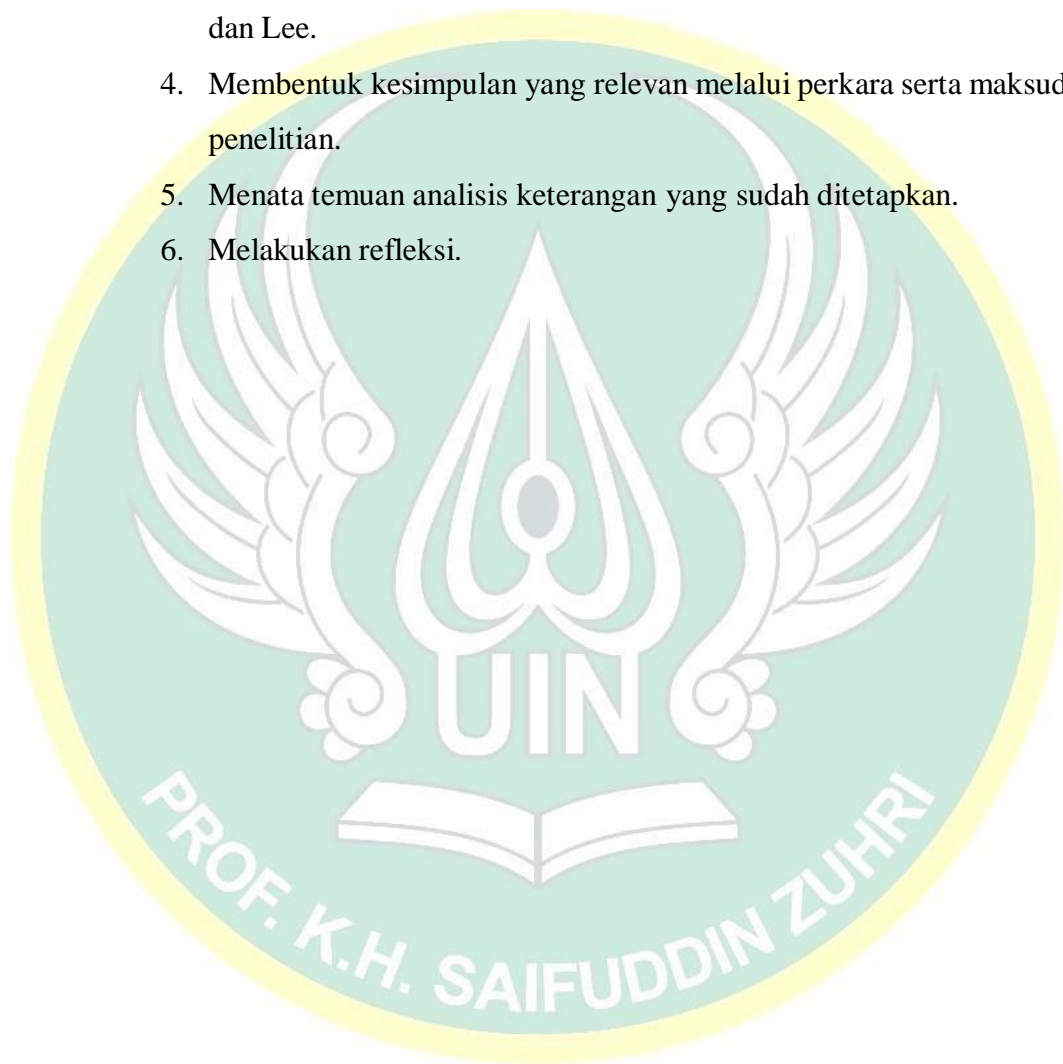 dan Lee.
4. Membentuk kesimpulan yang relevan melalui perkara serta maksud
penelitian.
5. Menata temuan analisis keterangan yang sudah ditetapkan.
6. Melakukan refleksi.
UIN
PROF. K.H. SAIFUDDIN ZUHRI